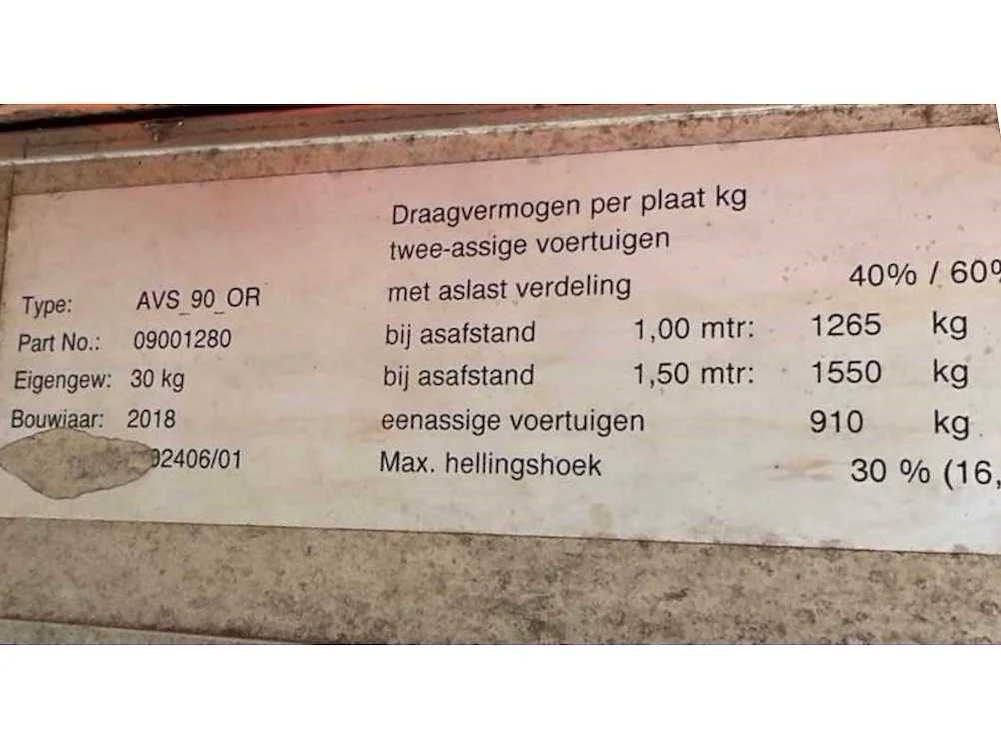 Type: AVS_90_OR
Part No.: 09001280
Eigengew: 30 kg
Bouwjaar: 2018
02406/01
Draagvermogen per plaat kg
twee-assige voertuigen
met aslast verdeling 40% / 60%
bij asafstand 1,00 mtr: 1265 kg
bij asafstand 1,50 mtr: 1550 kg
eenassige voertuigen 910 kg
Max. hellingshoek 30 % (16,